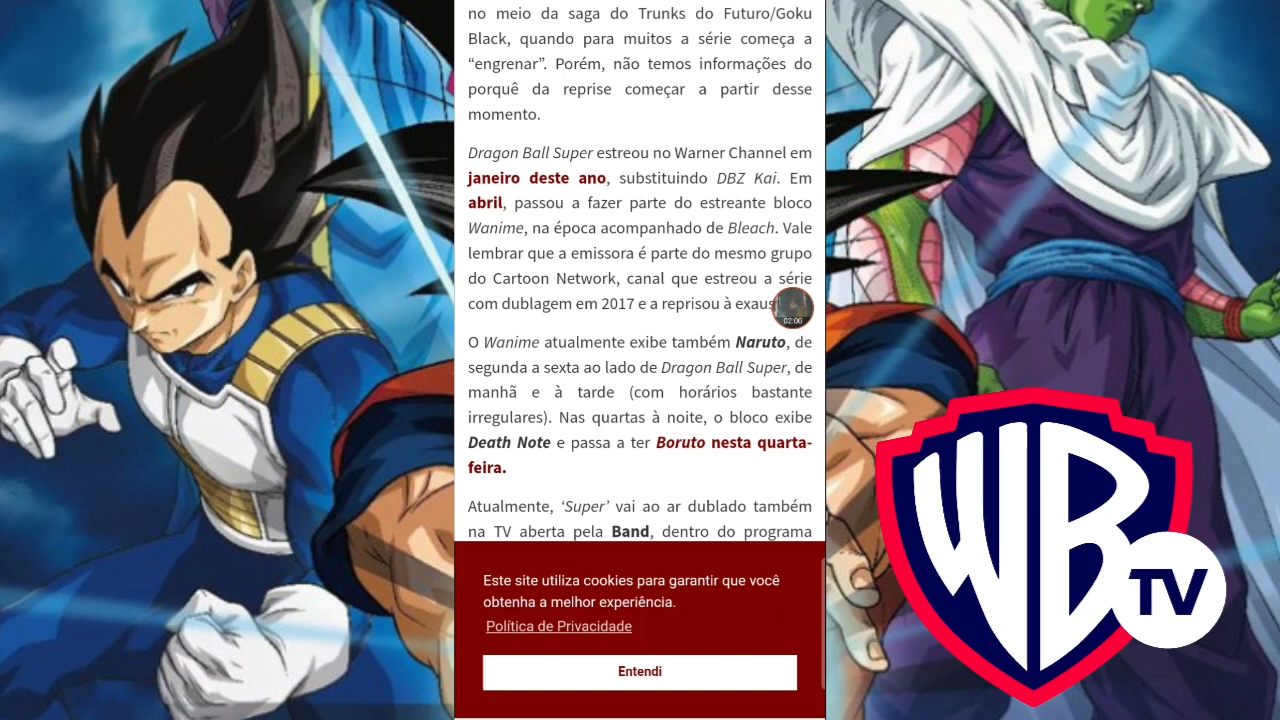 no meio da saga do Trunks do Futuro/Goku
Black, quando para muitos a série começa a
“engrenar”. Porém, não temos informações do
porquê da reprise começar a partir desse
momento.
Dragon Ball Super estreou no Warner Channel em
janeiro deste ano, substituindo DBZ Kai. Em
abril, passou a fazer parte do estreante bloco
Wanime, na época acompanhado de Bleach. Vale
lembrar que a emissora é parte do mesmo grupo
do Cartoon Network, canal que estreou a série
com dublagem em 2017 e a reprisou à
02:00
O Wanime atualmente exibe também Naruto, de
segunda a sexta ao lado de Dragon Ball Super, de
manhã e à tarde (com horários bastante
irregulares). Nas quartas à noite, o bloco exibe
Death Note e passa a ter Boruto nesta quarta-
feira.
Atualmente, ‘Super’ vai ao ar dublado também
na TV aberta pela Band, dentro do programa
Este site utiliza cookies para garantir que você
obtenha a melhor experiência.
Política de Privacidade
Entendi
WB
TV